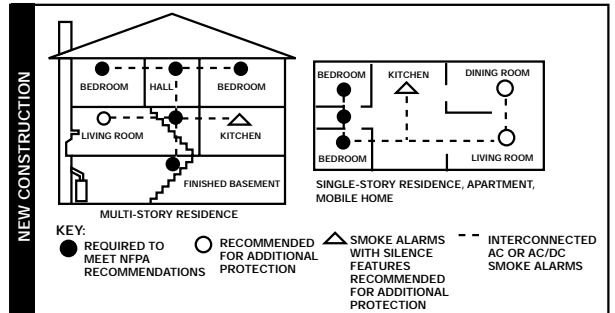 NEW CONSTRUCTION
BEDROOM
HALL
BEDROOM
LIVING ROOM
KITCHEN
FINISHED BASEMENT
MULTI-STORY RESIDENCE
BEDROOM
KITCHEN
DINING ROOM
BEDROOM
LIVING ROOM
SINGLE-STORY RESIDENCE, APARTMENT,
MOBILE HOME
KEY:
REQUIRED TO
MEET NFPA
RECOMMENDATIONS
RECOMMENDED
FOR ADDITIONAL
PROTECTION
SMOKE ALARMS
WITH SILENCE
FEATURES
RECOMMENDED
FOR ADDITIONAL
PROTECTION
INTERCONNECTED
AC OR AC/DC
SMOKE ALARMS